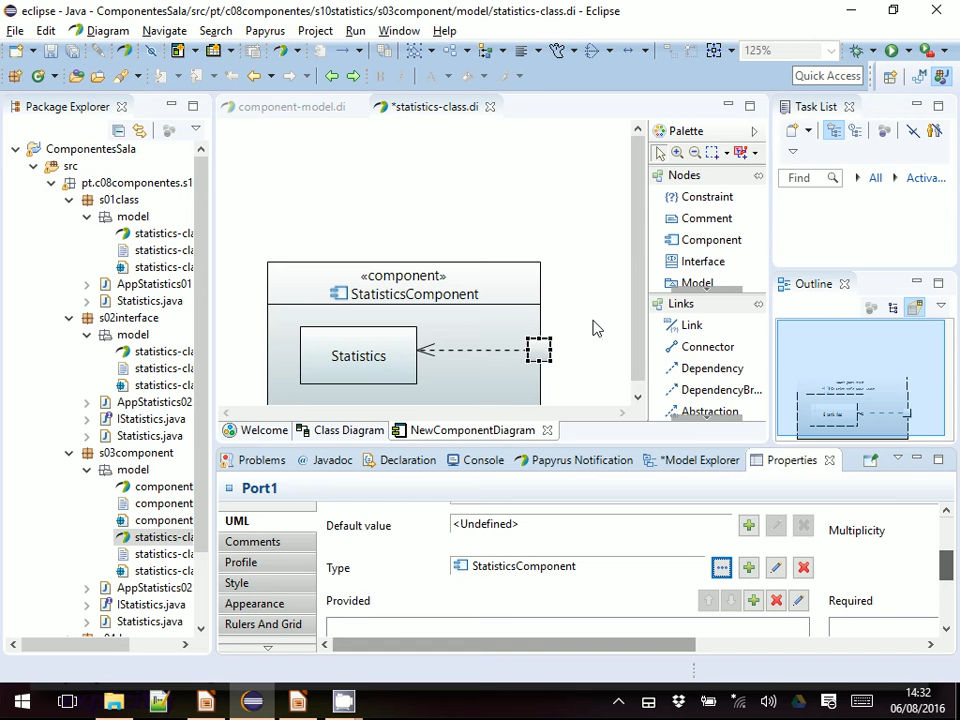 eclipse - Java - ComponentesSala/src/pt/c08componentes/s10statistics/s03component/model/statistics-class.di - Eclipse
File Edit Diagram Navigate Search Papyrus Project Run Window Help
125%
Quick Access
Package Explorer
component-model.di
*statistics-class.di
Task List
Palette
ComponentesSala
src
pt.c08componentes.s1
s01class
model
statistics-cla
statistics-cla
statistics-cla
AppStatistics01
Statistics.java
s02interface
model
statistics-cla
statistics-cla
statistics-cla
AppStatistics02
IStatistics.java
Statistics.java
s03component
model
component
component
component
statistics-cla
statistics-cla
statistics-cla
AppStatistics02
IStatistics.java
Statistics.java
«component»
StatisticsComponent
Statistics
Nodes
Constraint
Comment
Component
Interface
Model
Links
Link
Connector
Dependency
DependencyBr...
Abstraction
Find
All
Activa...
Outline
Welcome
Class Diagram
NewComponentDiagram
Problems
Javadoc
Declaration
Console
Papyrus Notification
*Model Explorer
Properties
Port1
UML
Comments
Profile
Style
Appearance
Rulers And Grid
Default value
<Undefined>
Multiplicity
Type
StatisticsComponent
Provided
Required
14:32
06/08/2016